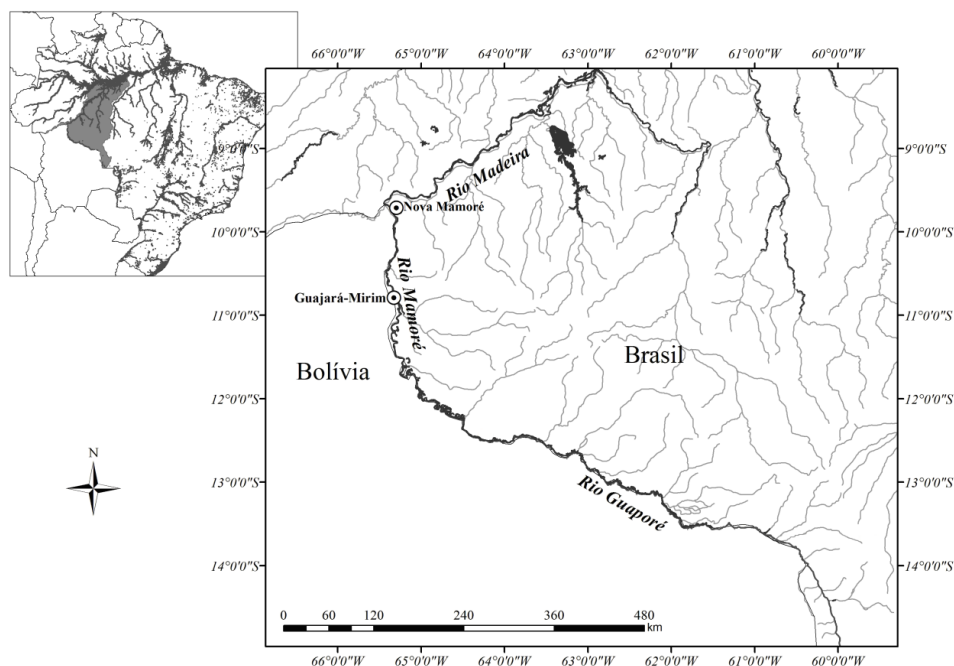 66°0'0"W 65°0'0"W 64°0'0"W 63°0'0"W 62°0'0"W 61°0'0"W 60°0'0"W
9°0'0"S 9°0'0"S
Rio Madeira
Nova Mamoré
10°0'0"S 10°0'0"S
Rio Mamoré
Guajará-Mirim
11°0'0"S 11°0'0"S
Brasil
Bolívia
12°0'0"S 12°0'0"S
N
13°0'0"S 13°0'0"S
Rio Guaporé
14°0'0"S 14°0'0"S
0 60 120 240 360 480
km
66°0'0"W 65°0'0"W 64°0'0"W 63°0'0"W 62°0'0"W 61°0'0"W 60°0'0"W